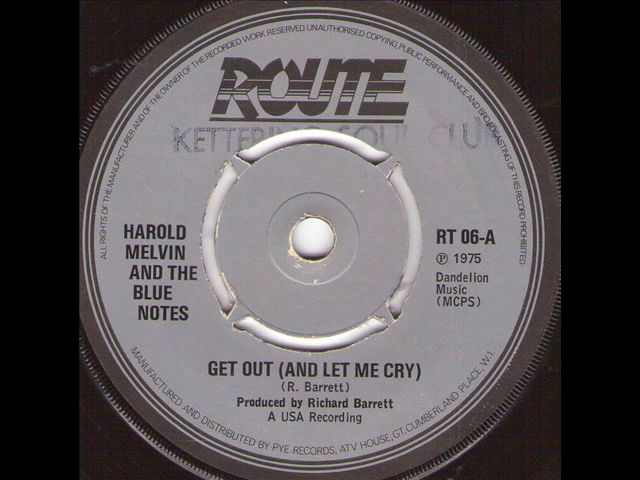 ALL RIGHTS OF THE MANUFACTURER AND OF THE OWNER OF THE RECORDED WORK RESERVED. UNAUTHORISED COPYING, PUBLIC PERFORMANCE AND BROADCASTING OF THIS RECORD PROHIBITED
ROUTE
KETTERING SOUL CLUB
HAROLD
MELVIN
AND THE
BLUE
NOTES
RT 06-A
℗ 1975
Dandelion
Music
(MCPS)
GET OUT (AND LET ME CRY)
(R. Barrett)
Produced by Richard Barrett
A USA Recording
MANUFACTURED AND DISTRIBUTED BY PYE RECORDS, ATV HOUSE, GT. CUMBERLAND PLACE, W.1.